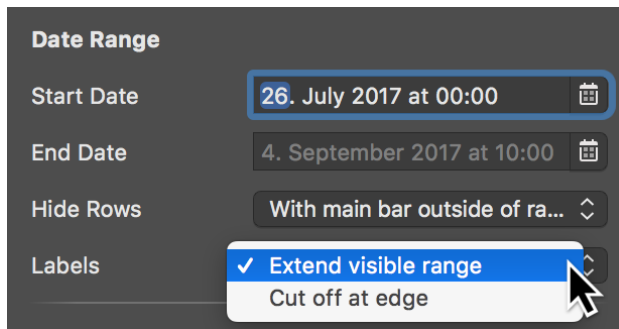 Date Range
Start Date 26. July 2017 at 00:00
End Date 4. September 2017 at 10:00
Hide Rows With main bar outside of ra...
Labels ✓ Extend visible range
Cut off at edge